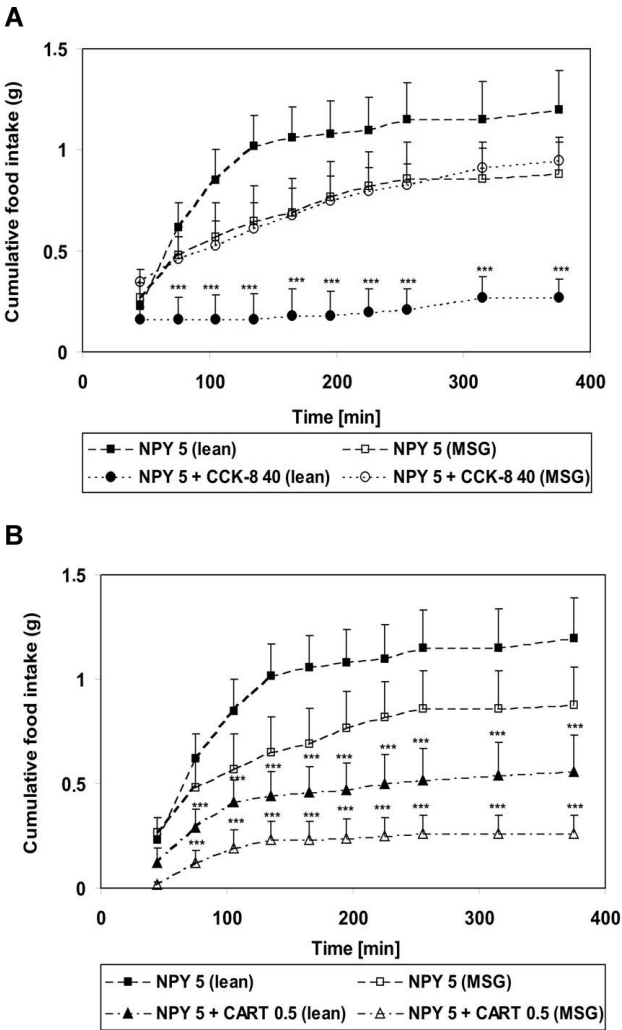 A
Cumulative food intake (g)
1.5
1
0.5
0
*** *** *** *** *** *** *** *** ***
0 100 200 300 400
Time [min]
NPY 5 (lean) NPY 5 (MSG)
NPY 5 + CCK-8 40 (lean) NPY 5 + CCK-8 40 (MSG)
B
Cumulative food intake (g)
1.5
1
0.5
0
*** *** *** *** *** *** *** *** ***
*** *** *** *** *** *** *** *** ***
0 100 200 300 400
Time [min]
NPY 5 (lean) NPY 5 (MSG)
NPY 5 + CART 0.5 (lean) NPY 5 + CART 0.5 (MSG)